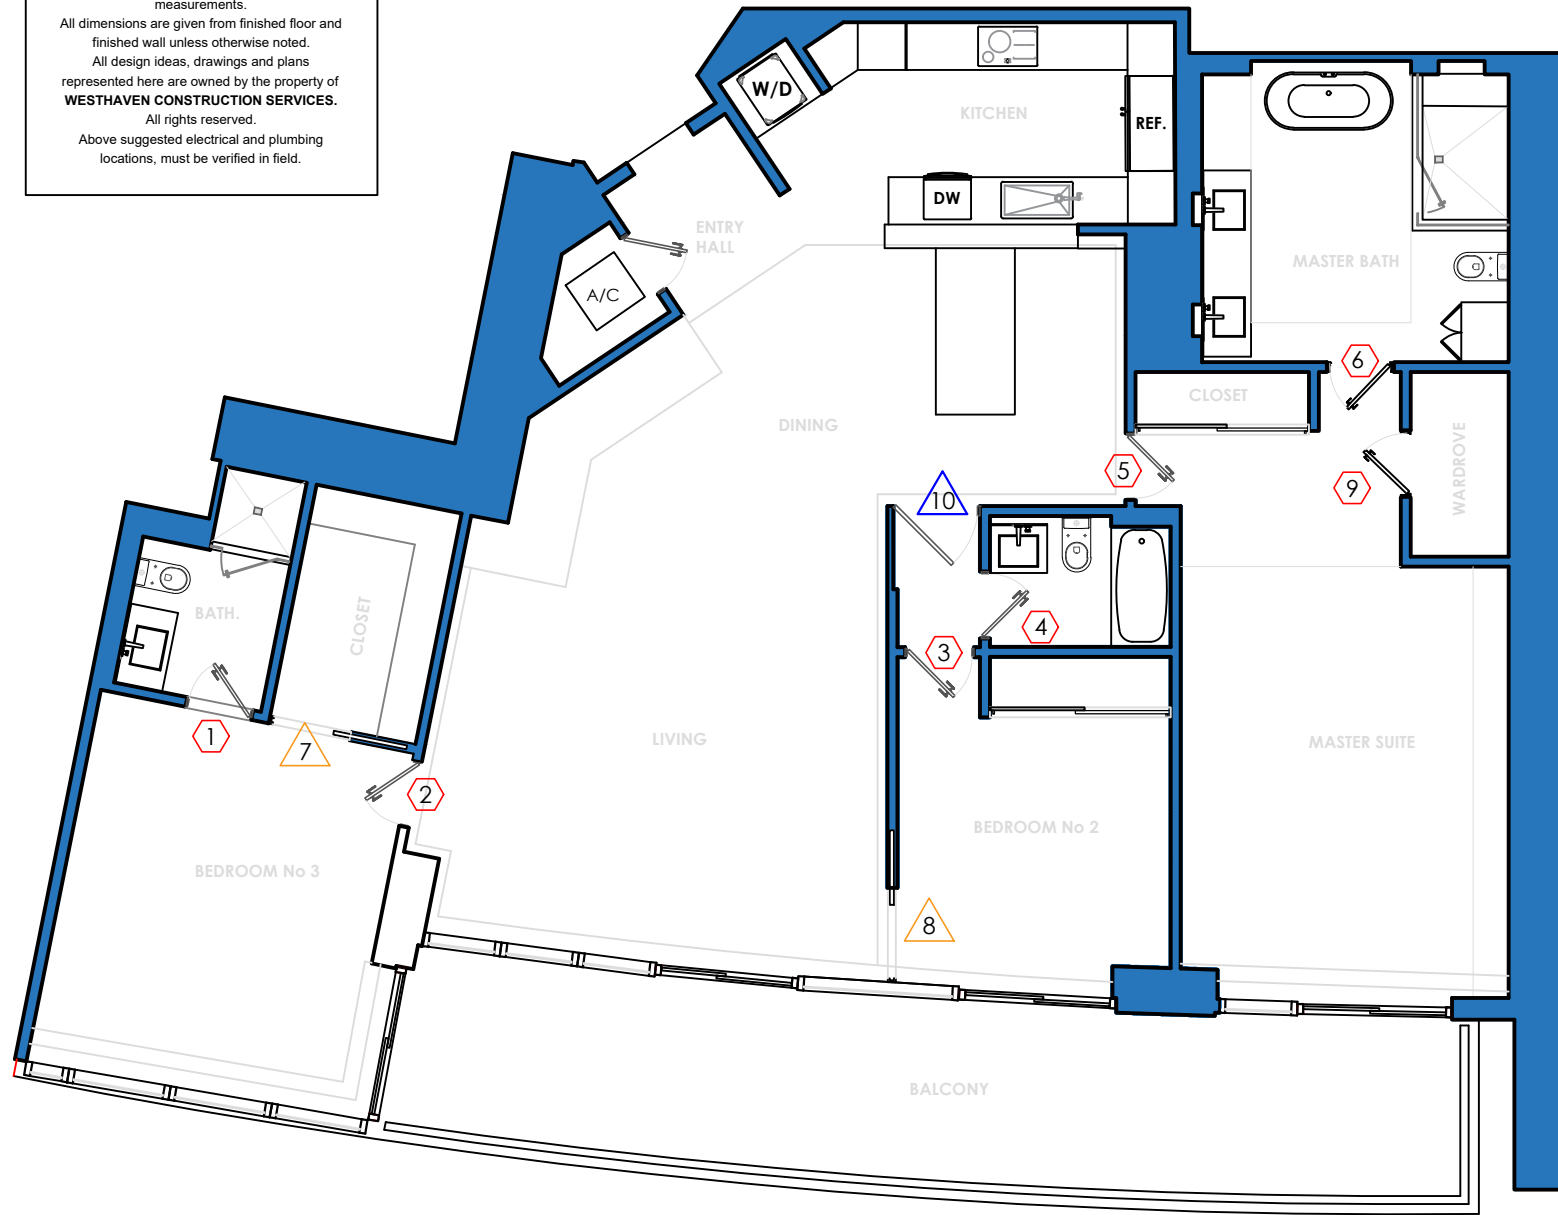 measurements.
All dimensions are given from finished floor and
finished wall unless otherwise noted.
All design ideas, drawings and plans
represented here are owned by the property of
WESTHAVEN CONSTRUCTION SERVICES.
All rights reserved.
Above suggested electrical and plumbing
locations, must be verified in field.
W/D
KITCHEN
REF.
DW
ENTRY
HALL
A/C
MASTER BATH
6
CLOSET
DINING
5
9
WARDROVE
10
BATH.
CLOSET
4
3
1
7
2
LIVING
MASTER SUITE
BEDROOM No 2
BEDROOM No 3
8
BALCONY